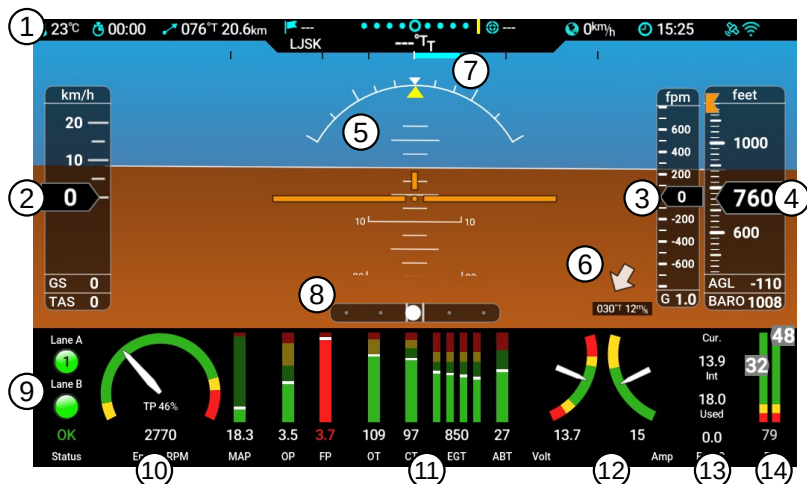 1 23°C 00:00 076°T 20.6km --- --- 0km/h 15:25
LJSK ---°T T
7
km/h fpm feet
5
20 600 1000
400
10 200
2 0 3 0 760 4
-200
10 10 -400 600
-600
6
GS 0 AGL -110
TAS 0 8 030°T 12m/s G 1.0 BARO 1008
Lane A Cur. 48
1 13.9 32
Int
Lane B
9 TP 46% 18.0
Used
OK 2770 18.3 3.5 3.7 109 97 850 27 13.7 15 0.0 79
Status RPM MAP OP FP OT CT EGT ABT Volt Amp
10 11 12 13 14